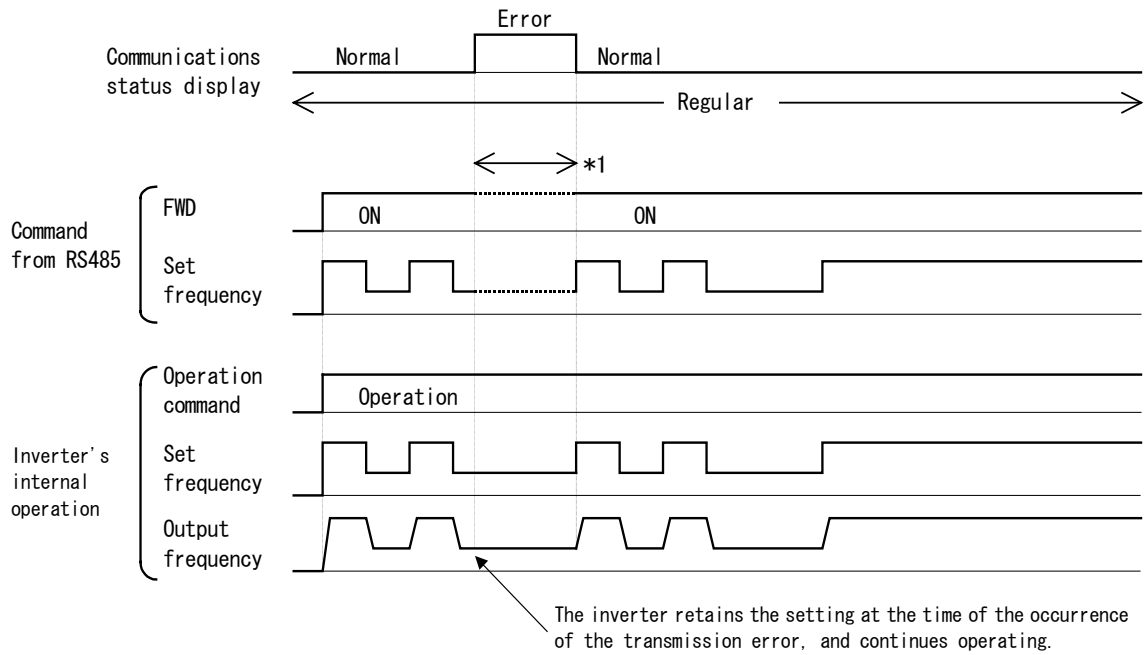 Error
Communications
status display
Normal
Normal
Regular
*1
Command
from RS485
FWD
ON
ON
Set
frequency
Inverter's
internal
operation
Operation
command
Operation
Set
frequency
Output
frequency
The inverter retains the setting at the time of the occurrence
of the transmission error, and continues operating.